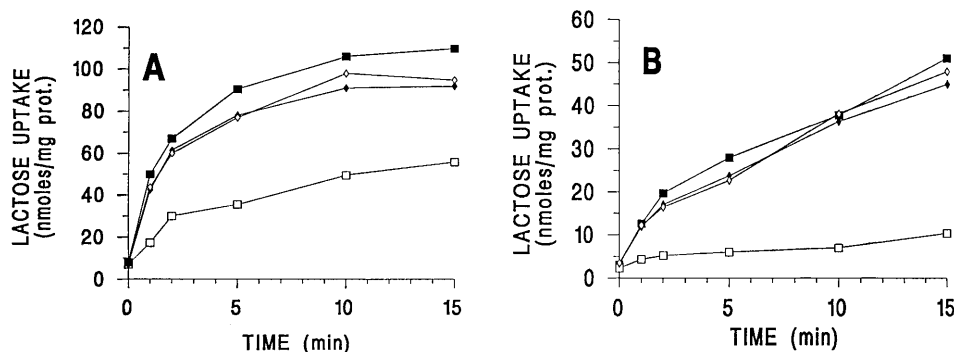 A
LACTOSE UPTAKE
(nmoles/mg prot.)
120
100
80
60
40
20
0
0
5
10
15
TIME (min)
B
LACTOSE UPTAKE
(nmoles/mg prot.)
60
50
40
30
20
10
0
0
5
10
15
TIME (min)